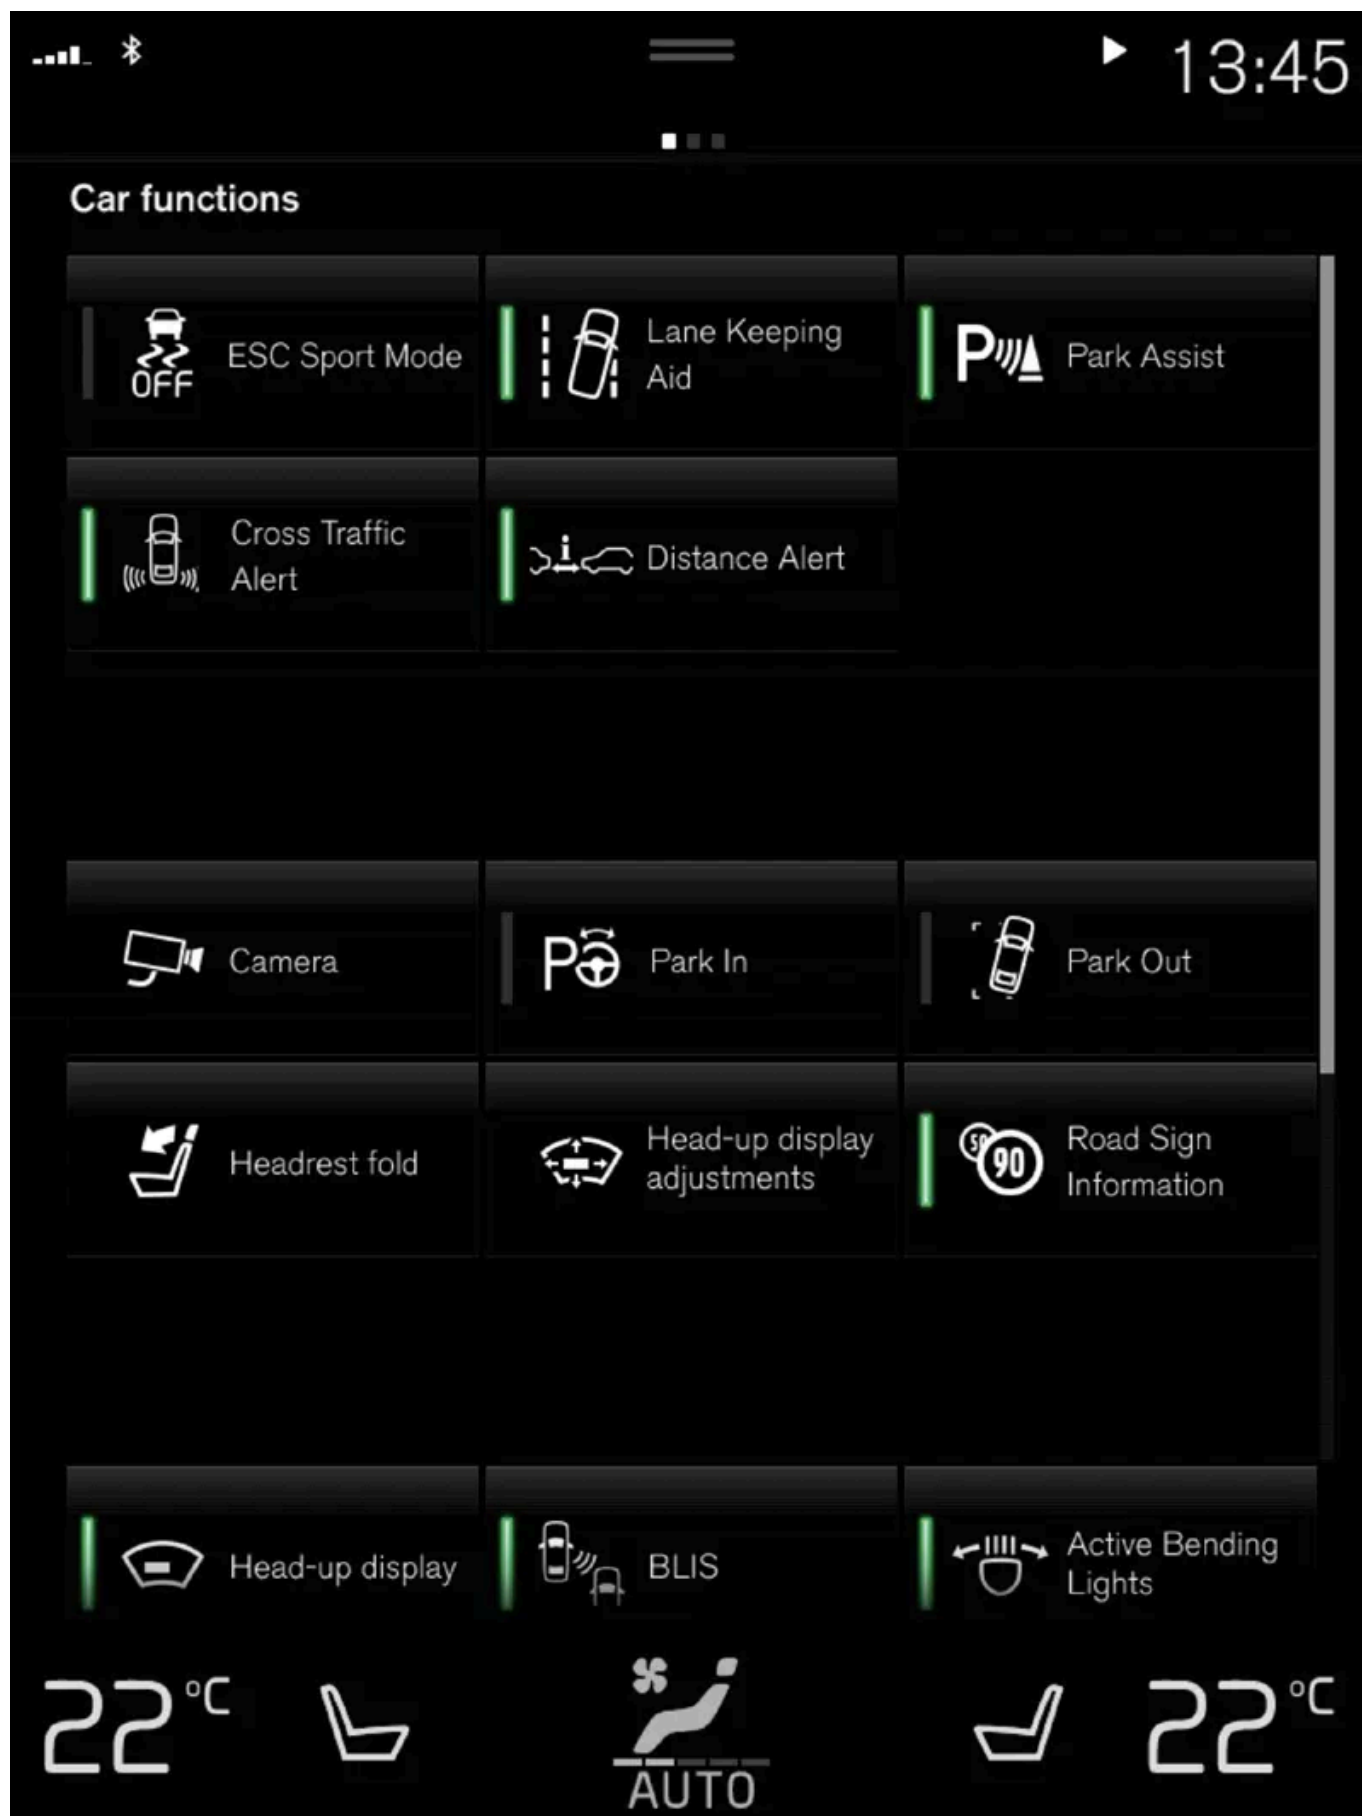 13:45
Car functions
OFF
ESC Sport Mode
Lane Keeping
Aid
P
Park Assist
Cross Traffic
Alert
i
Distance Alert
Camera
P
Park In
Park Out
Headrest fold
Head-up display
adjustments
50
90
Road Sign
Information
Head-up display
BLIS
Active Bending
Lights
22°C
22°C
AUTO